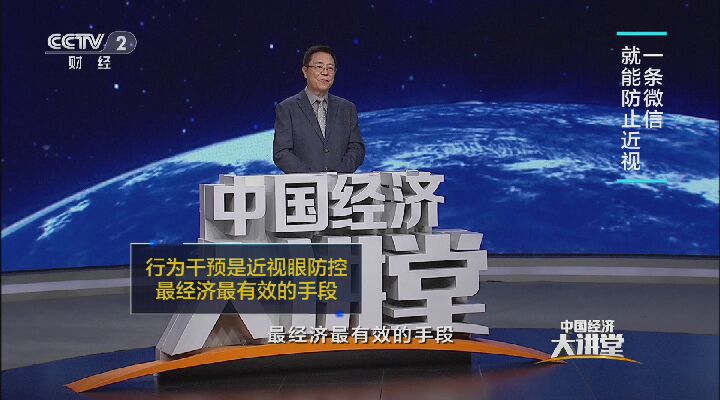 CCTV 2
财经
一条微信
就能防止近视
中国经济
大讲堂
行为干预是近视眼防控
最经济最有效的手段
最经济最有效的手段
中国经济
大讲堂